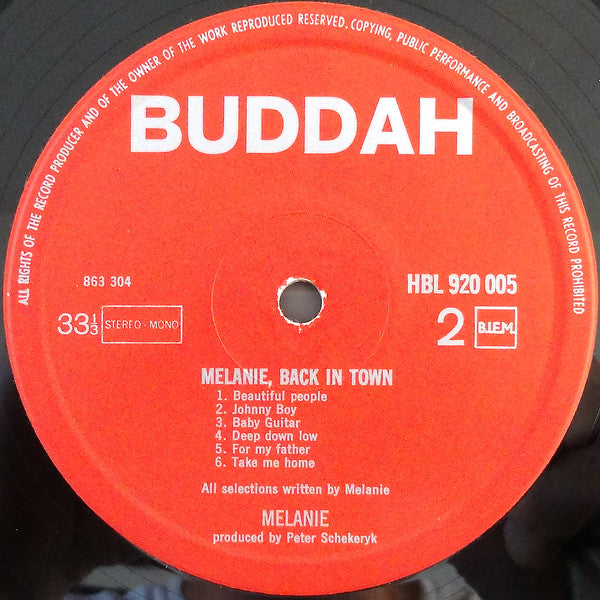 ALL RIGHTS OF THE RECORD PRODUCER AND OF THE OWNER OF THE WORK REPRODUCED RESERVED. COPYING, PUBLIC PERFORMANCE AND BROADCASTING OF THIS RECORD PROHIBITED
BUDDAH
863 304
HBL 920 005
33 1/3 STEREO - MONO
2 B.I.E.M.
MELANIE, BACK IN TOWN
1. Beautiful people
2. Johnny Boy
3. Baby Guitar
4. Deep down low
5. For my father
6. Take me home
All selections written by Melanie
MELANIE
produced by Peter Schekeryk